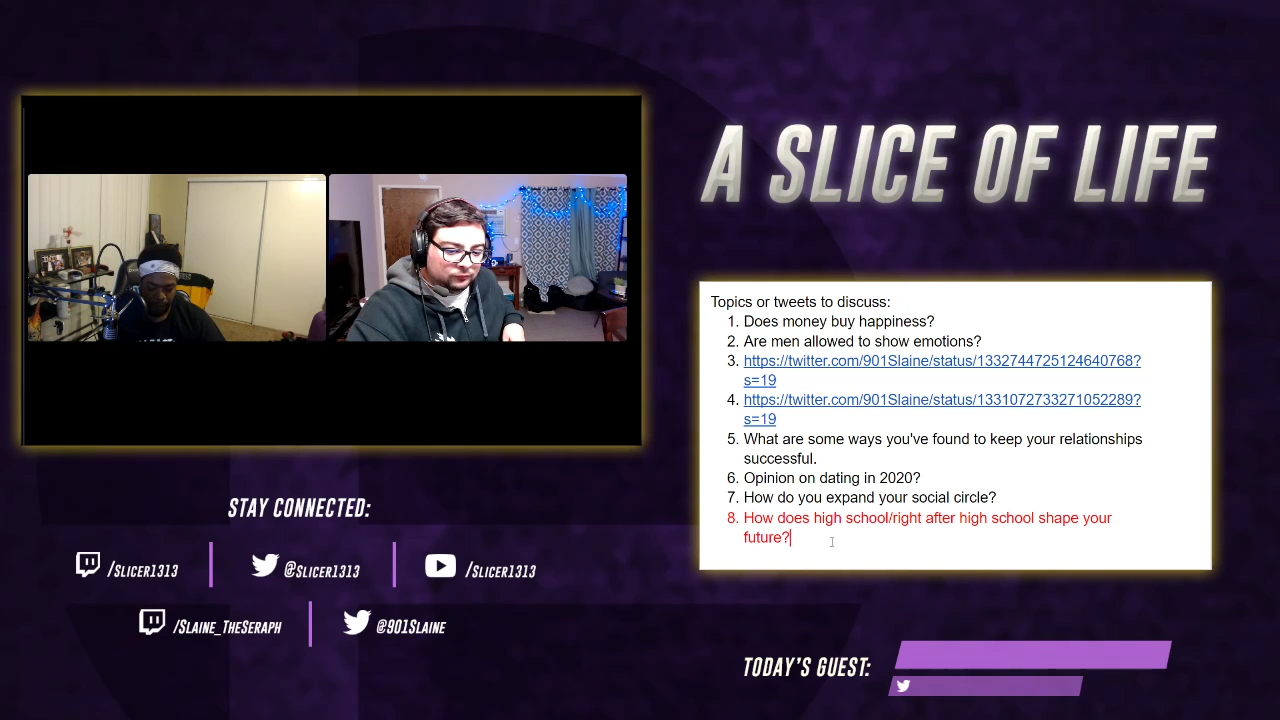 A SLICE OF LIFE
Topics or tweets to discuss:
1. Does money buy happiness?
2. Are men allowed to show emotions?
3. https://twitter.com/901Slaine/status/1332744725124640768?
s=19
4. https://twitter.com/901Slaine/status/1331072733271052289?
s=19
5. What are some ways you've found to keep your relationships
successful.
6. Opinion on dating in 2020?
7. How do you expand your social circle?
8. How does high school/right after high school shape your
future?
STAY CONNECTED:
/SLICER1313
@SLICER1313
/SLICER1313
/SLAINE_THESERAPH
@901SLAINE
TODAY'S GUEST: